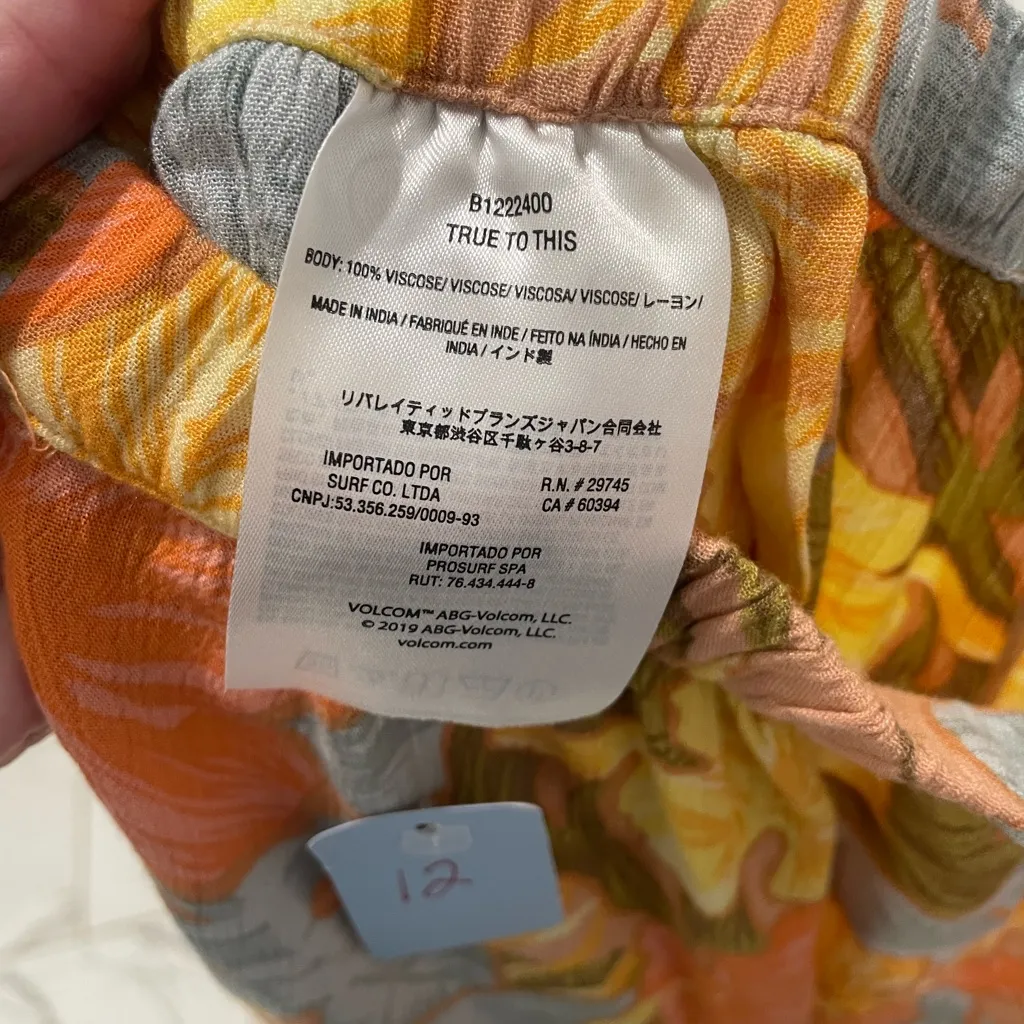 B1222400
TRUE TO THIS
BODY: 100% VISCOSE/ VISCOSE/ VISCOSA/ VISCOSE/ レーヨン/
MADE IN INDIA / FABRIQUÉ EN INDE / FEITO NA ÍNDIA / HECHO EN
INDIA / インド製
リバレイティッドブランズジャパン合同会社
東京都渋谷区千駄ヶ谷3-8-7
IMPORTADO POR
SURF CO. LTDA
CNPJ:53.356.259/0009-93
R.N. # 29745
CA # 60394
IMPORTADO POR
PROSURF SPA
RUT: 76.434.444-8
VOLCOM™ ABG-Volcom, LLC.
© 2019 ABG-Volcom, LLC.
volcom.com
12